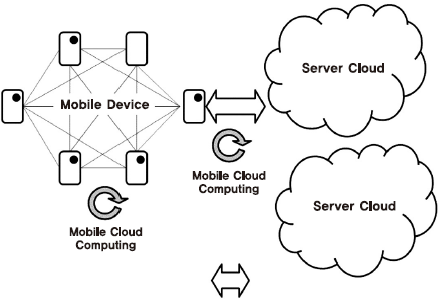 Server Cloud
Mobile Device
Mobile Cloud
Computing
Server Cloud
Mobile Cloud
Computing